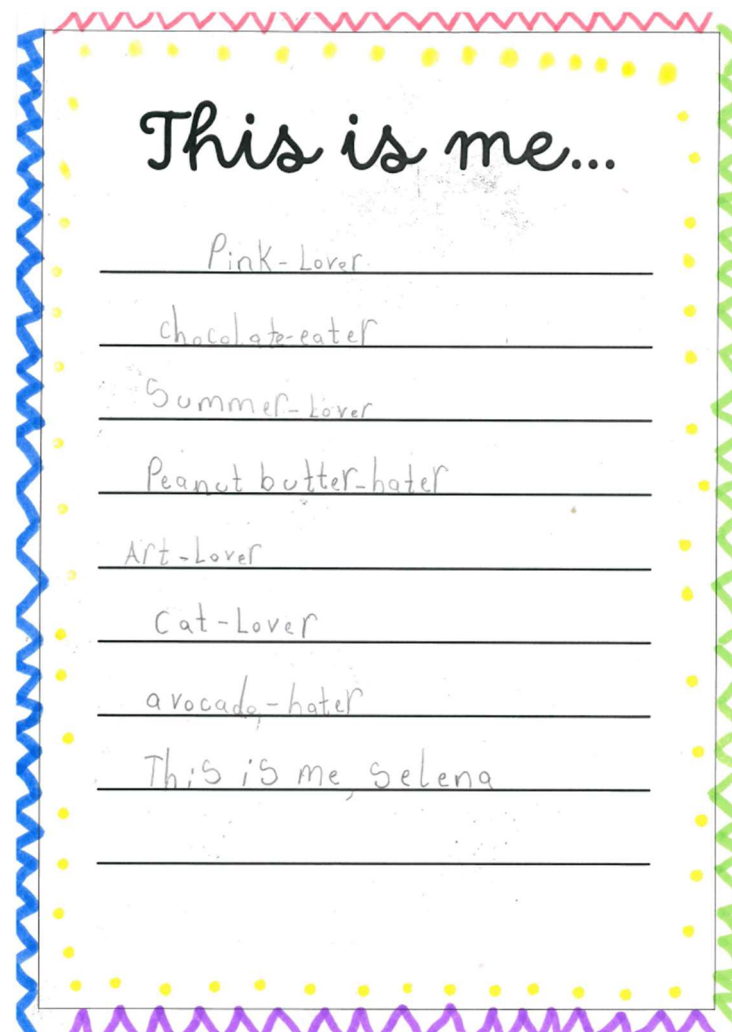 This is me...
Pink-Lover
chocolate-eater
Summer-Lover
Peanut butter-hater
Art-Lover
Cat-Lover
avocado-hater
This is me, Selena